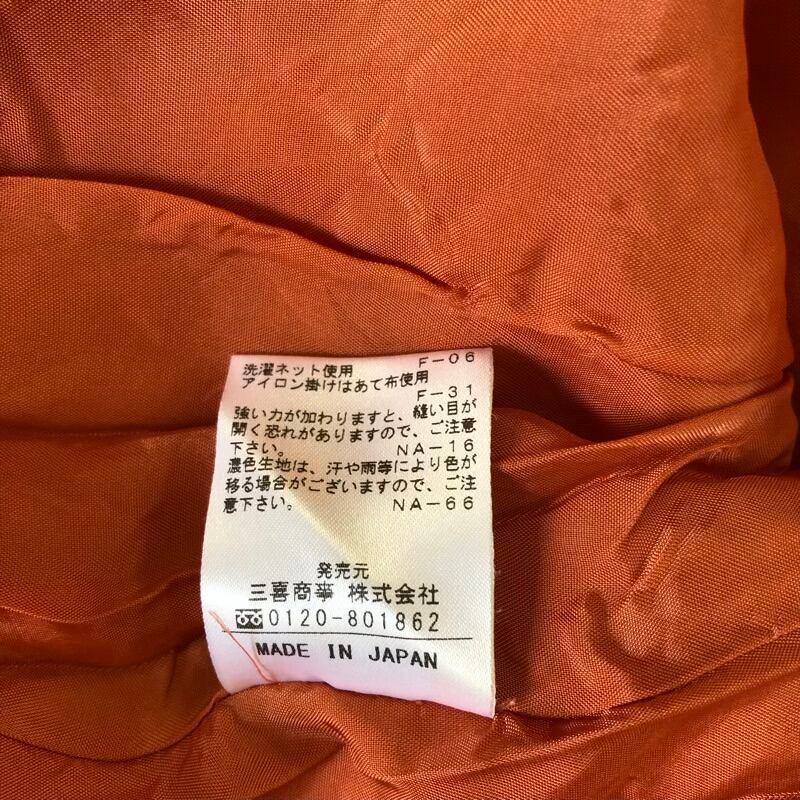 洗濯ネット使用 F-06
アイロン掛けはあて布使用
F-31
強い力が加わりますと、縫い目が
開く恐れがありますので、ご注意
下さい。 NA-16
濃色生地は、汗や雨等により色が
移る場合がございますので、ご注
意下さい。 NA-66
発売元
三喜商事 株式会社
0120-801862
MADE IN JAPAN